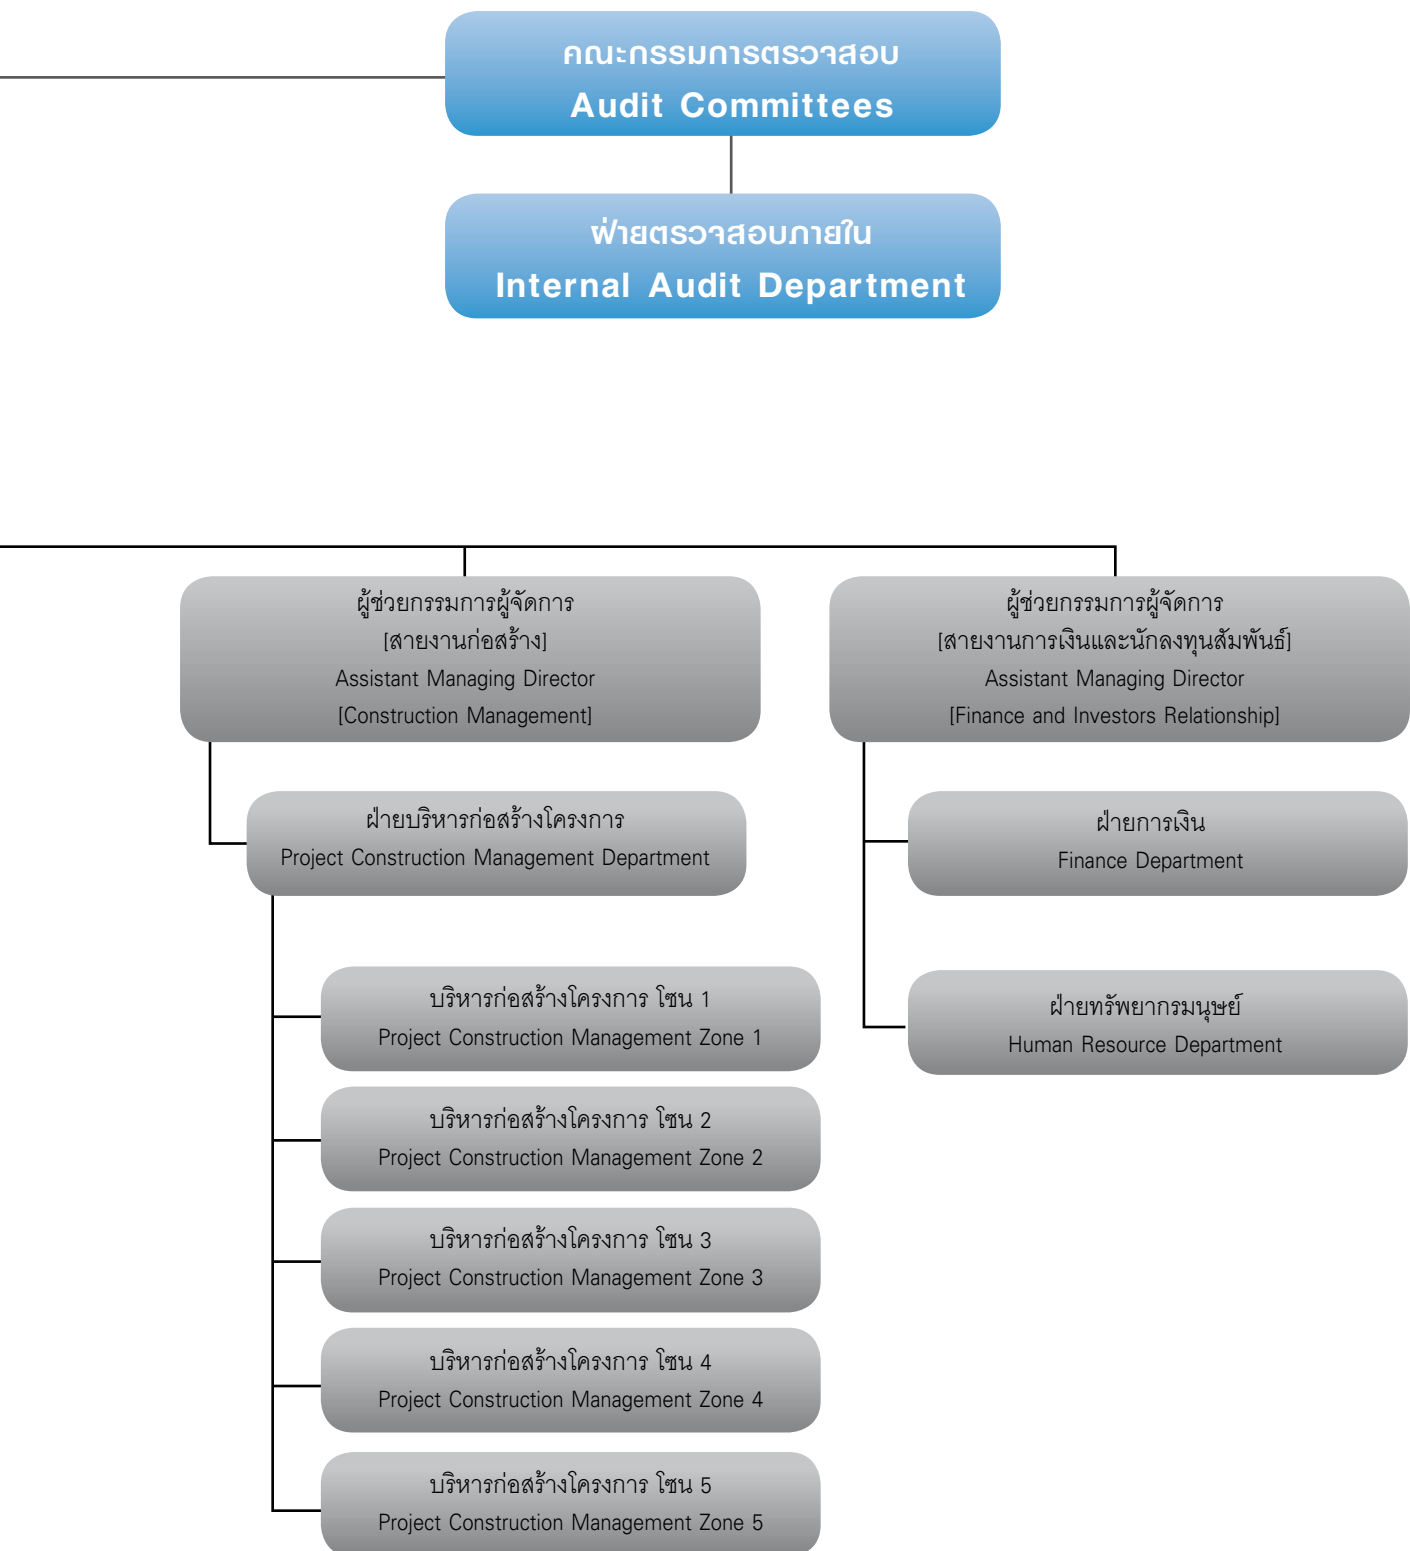 คณะกรรมการตรวจสอบ
Audit Committees
ฝ่ายตรวจสอบภายใน
Internal Audit Department
ผู้ช่วยกรรมการผู้จัดการ
[สายงานก่อสร้าง]
Assistant Managing Director
[Construction Management]
ผู้ช่วยกรรมการผู้จัดการ
[สายงานการเงินและนักลงทุนสัมพันธ์]
Assistant Managing Director
[Finance and Investors Relationship]
ฝ่ายบริหารก่อสร้างโครงการ
Project Construction Management Department
ฝ่ายการเงิน
Finance Department
บริหารก่อสร้างโครงการ โซน 1
Project Construction Management Zone 1
ฝ่ายทรัพยากรมนุษย์
Human Resource Department
บริหารก่อสร้างโครงการ โซน 2
Project Construction Management Zone 2
บริหารก่อสร้างโครงการ โซน 3
Project Construction Management Zone 3
บริหารก่อสร้างโครงการ โซน 4
Project Construction Management Zone 4
บริหารก่อสร้างโครงการ โซน 5
Project Construction Management Zone 5